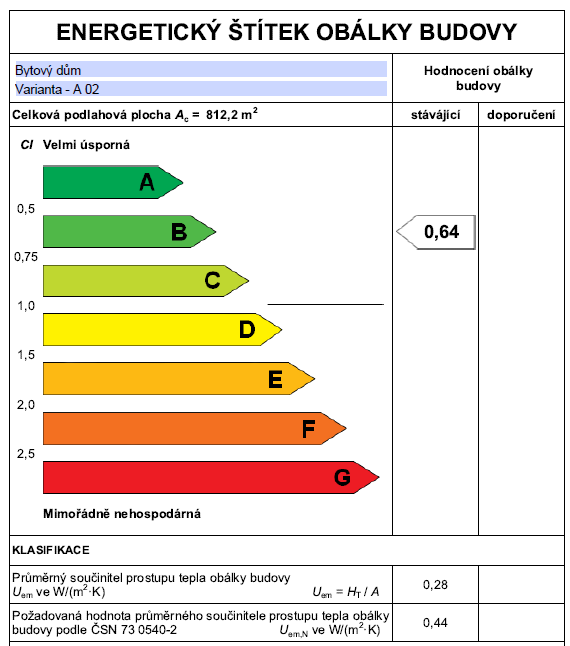 ENERGETICKÝ ŠTÍTEK OBÁLKY BUDOVY
Bytový dům
Varianta - A 02
Hodnocení obálky
budovy
Celková podlahová plocha Ac = 812,2 m²
stávající
doporučení
CI Velmi úsporná
A
0,5
B
0,64
0,75
C
1,0
D
1,5
E
2,0
F
2,5
G
Mimořádně nehospodárná
KLASIFIKACE
Průměrný součinitel prostupu tepla obálky budovy
Uem ve W/(m²·K) Uem = HT / A
0,28
Požadovaná hodnota průměrného součinitele prostupu tepla obálky
budovy podle ČSN 73 0540-2 Uem,N ve W/(m²·K)
0,44